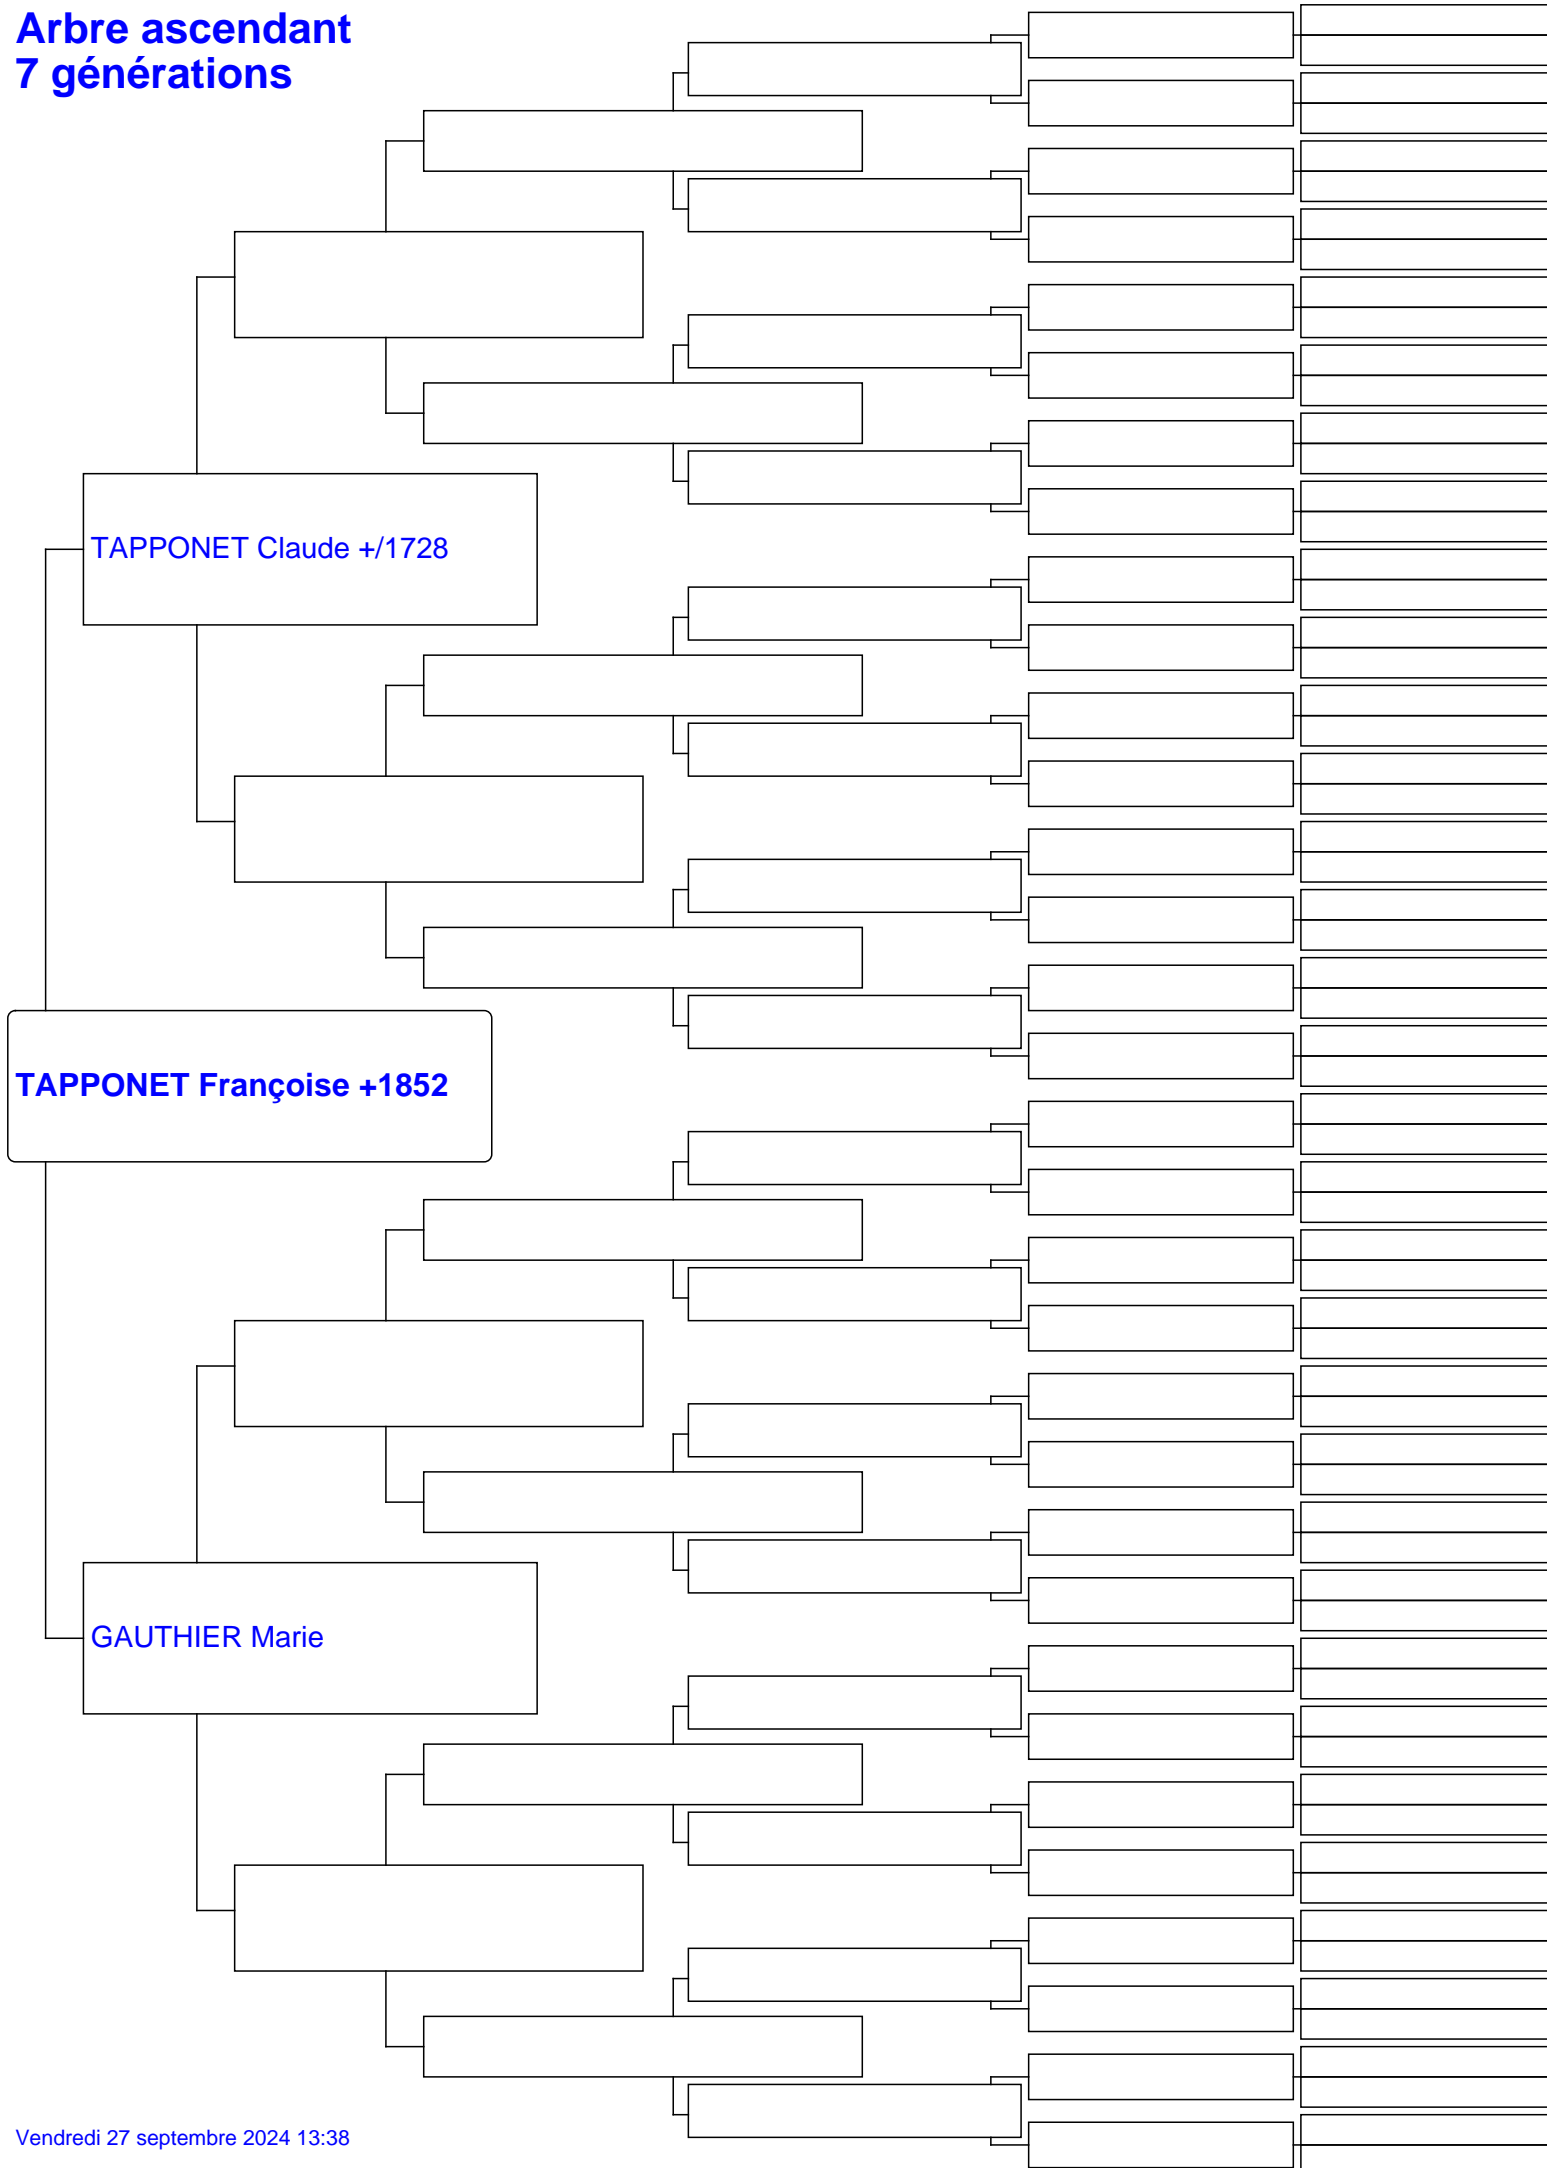 Arbre ascendant
7 générations
TAPPONET Claude +/1728
TAPPONET Françoise +1852
GAUTHIER Marie
Vendredi 27 septembre 2024 13:38